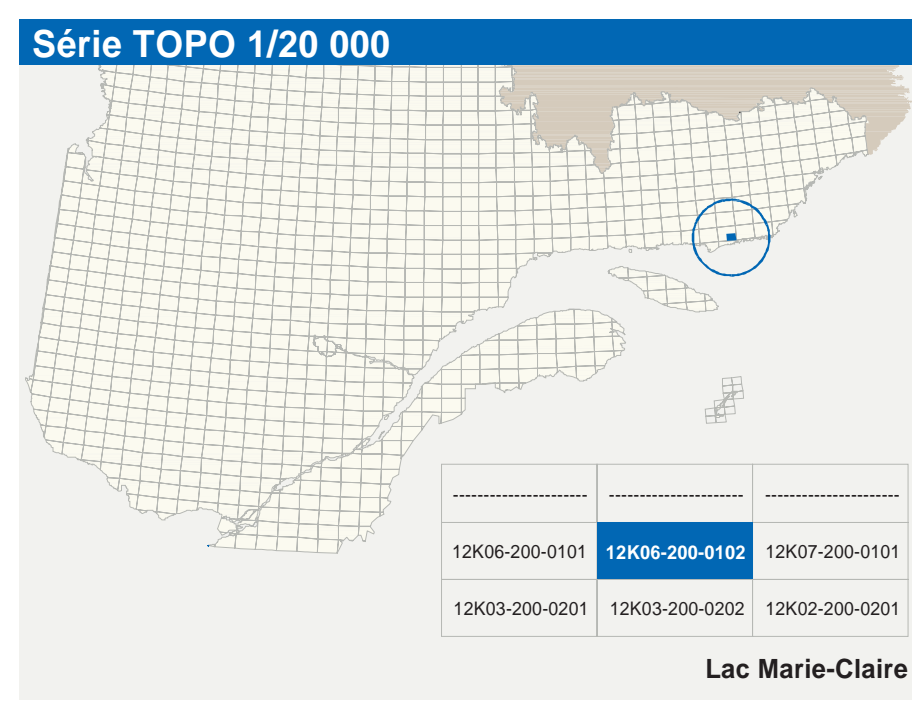 Série TOPO 1/20 000
---------------------- ---------------------- ----------------------
12K06-200-0101 12K06-200-0102 12K07-200-0101
12K03-200-0201 12K03-200-0202 12K02-200-0201
Lac Marie-Claire